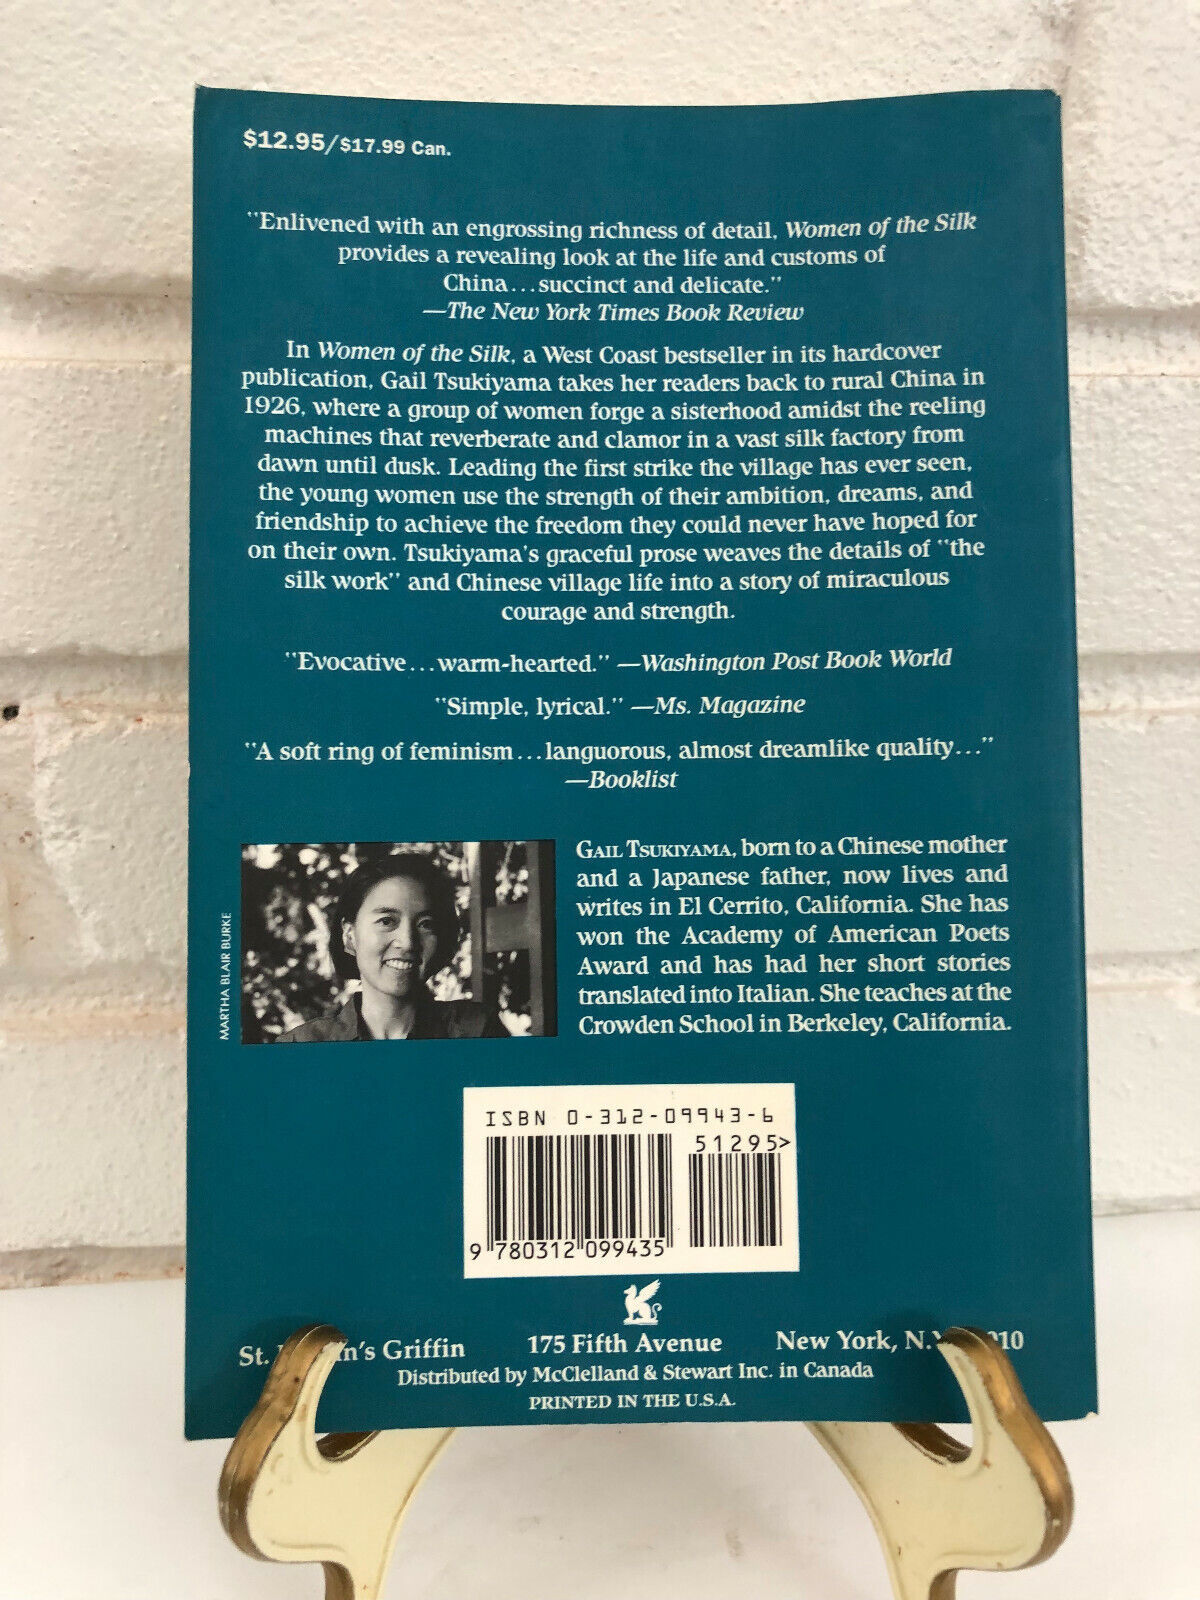 $12.95/$17.99 Can.
"Enlivened with an engrossing richness of detail, Women of the Silk
provides a revealing look at the life and customs of
China...succinct and delicate."
—The New York Times Book Review
In Women of the Silk, a West Coast bestseller in its hardcover
publication, Gail Tsukiyama takes her readers back to rural China in
1926, where a group of women forge a sisterhood amidst the reeling
machines that reverberate and clamor in a vast silk factory from
dawn until dusk. Leading the first strike the village has ever seen,
the young women use the strength of their ambition, dreams, and
friendship to achieve the freedom they could never have hoped for
on their own. Tsukiyama's graceful prose weaves the details of "the
silk work" and Chinese village life into a story of miraculous
courage and strength.
"Evocative...warm-hearted." —Washington Post Book World
"Simple, lyrical." —Ms. Magazine
"A soft ring of feminism...languorous, almost dreamlike quality..."
—Booklist
MARTHA BLAIR BURKE
GAIL TSUKIYAMA, born to a Chinese mother
and a Japanese father, now lives and
writes in El Cerrito, California. She has
won the Academy of American Poets
Award and has had her short stories
translated into Italian. She teaches at the
Crowden School in Berkeley, California.
ISBN 0-312-09943-6
51295>
9 780312 099435
St. Griffin 175 Fifth Avenue New York,
Distributed by McClelland & Stewart Inc. in Canada
PRINTED IN THE U.S.A.